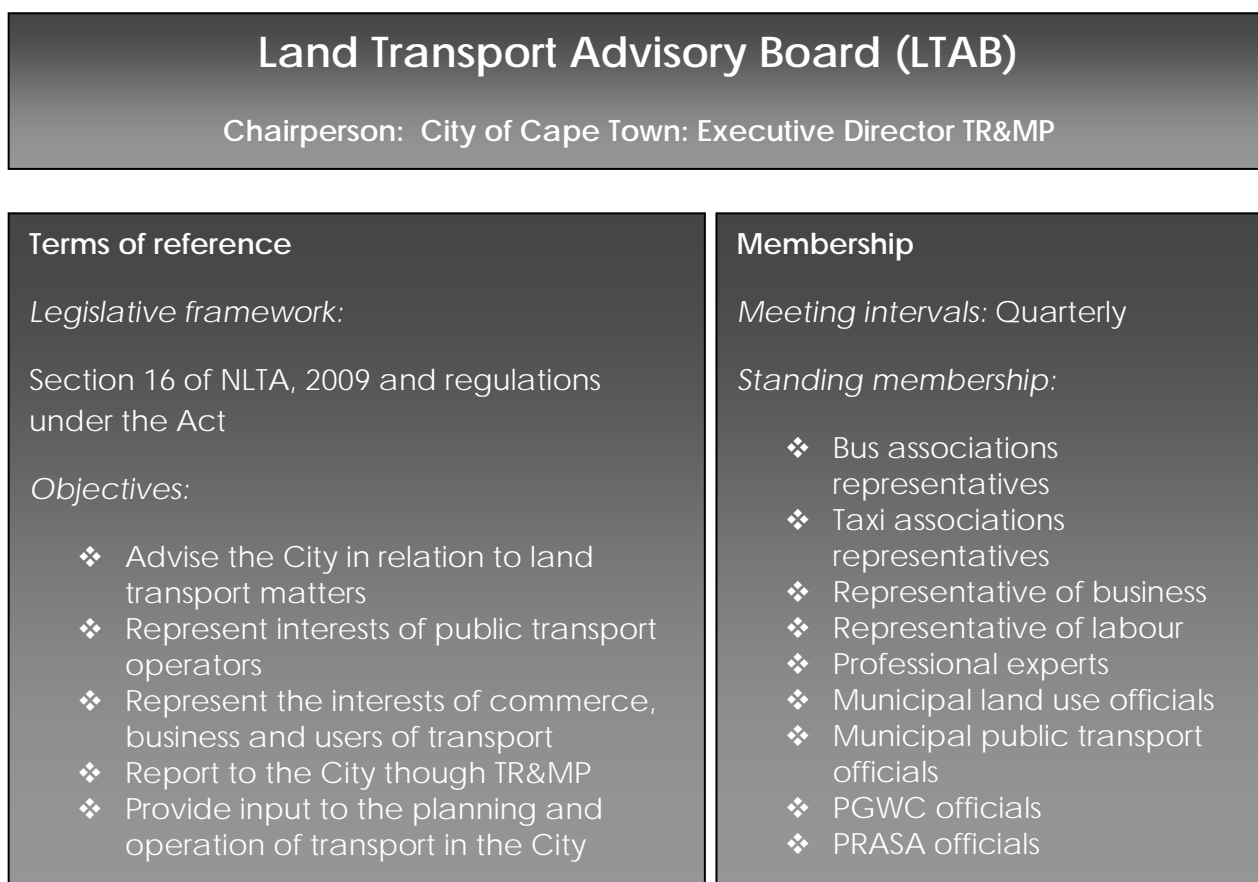 Land Transport Advisory Board (LTAB)
Chairperson: City of Cape Town: Executive Director TR&MP
Terms of reference
Legislative framework:
Section 16 of NLTA, 2009 and regulations
under the Act
Objectives:
❖ Advise the City in relation to land
transport matters
❖ Represent interests of public transport
operators
❖ Represent the interests of commerce,
business and users of transport
❖ Report to the City though TR&MP
❖ Provide input to the planning and
operation of transport in the City
Membership
Meeting intervals: Quarterly
Standing membership:
❖ Bus associations
representatives
❖ Taxi associations
representatives
❖ Representative of business
❖ Representative of labour
❖ Professional experts
❖ Municipal land use officials
❖ Municipal public transport
officials
❖ PGWC officials
❖ PRASA officials